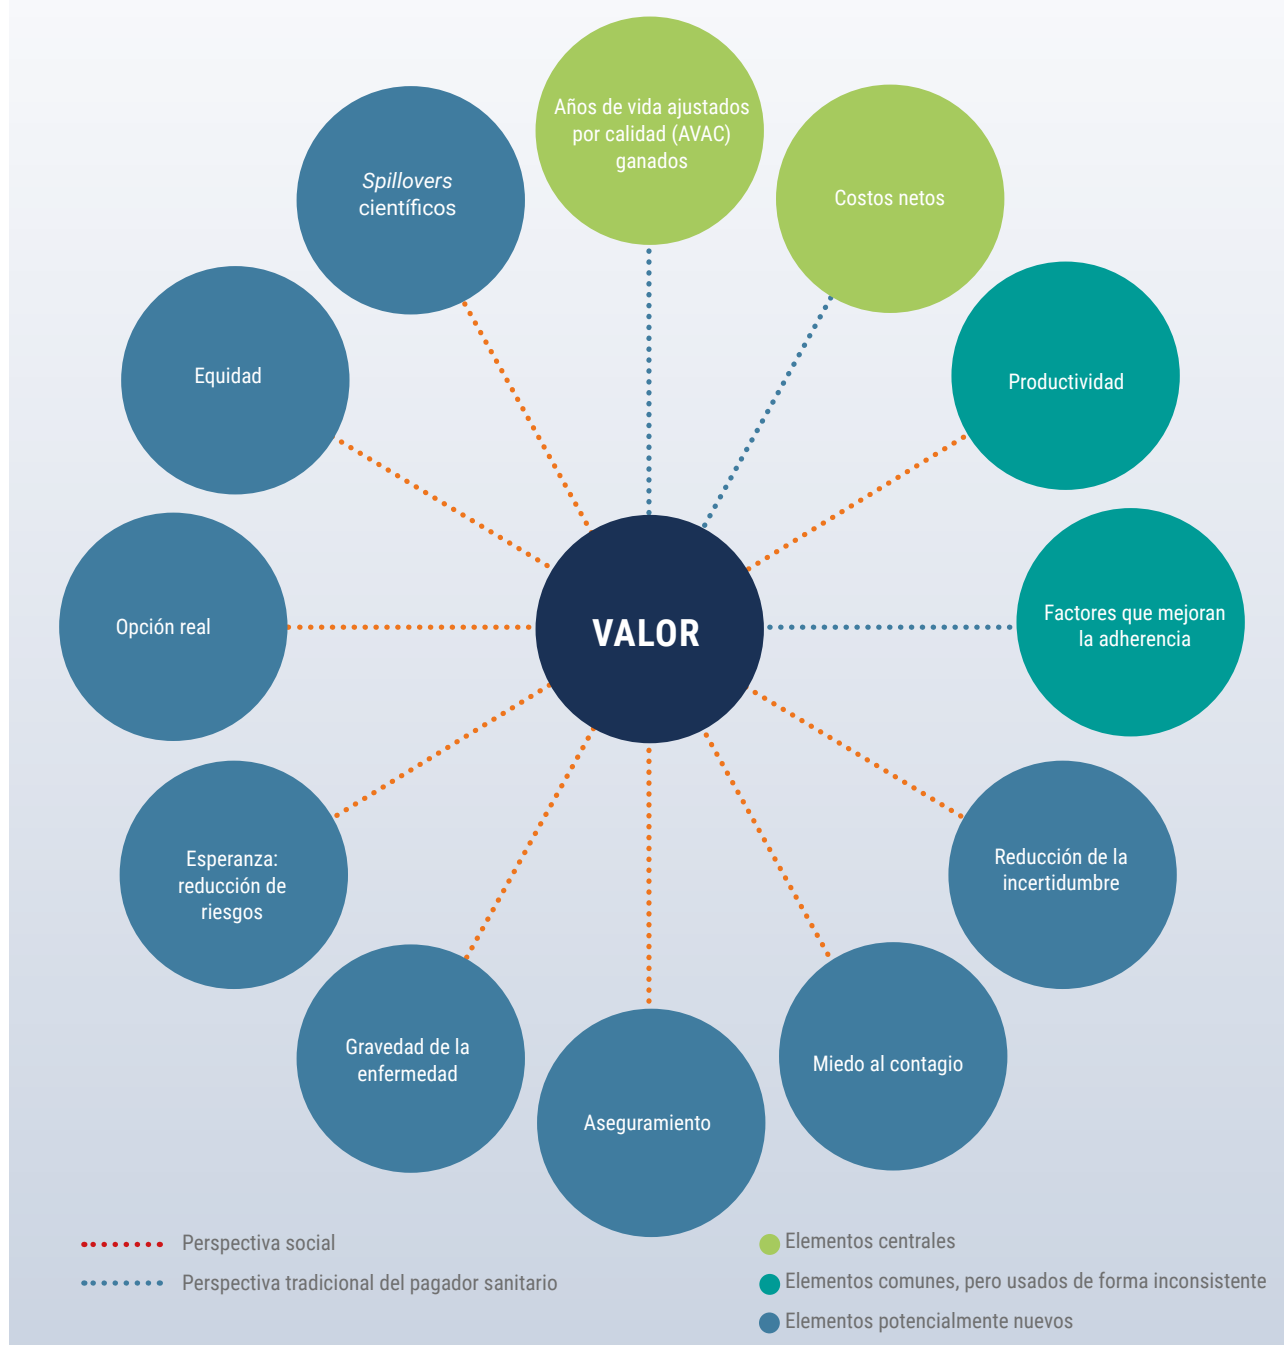 Años de vida ajustados
por calidad (AVAC)
ganados
Costos netos
Productividad
Factores que mejoran
la adherencia
Reducción de la
incertidumbre
Miedo al contagio
Aseguramiento
Gravedad de la
enfermedad
Esperanza:
reducción de
riesgos
Opción real
Equidad
Spillovers
científicos
VALOR
Perspectiva social
Perspectiva tradicional del pagador sanitario
Elementos centrales
Elementos comunes, pero usados de forma inconsistente
Elementos potencialmente nuevos